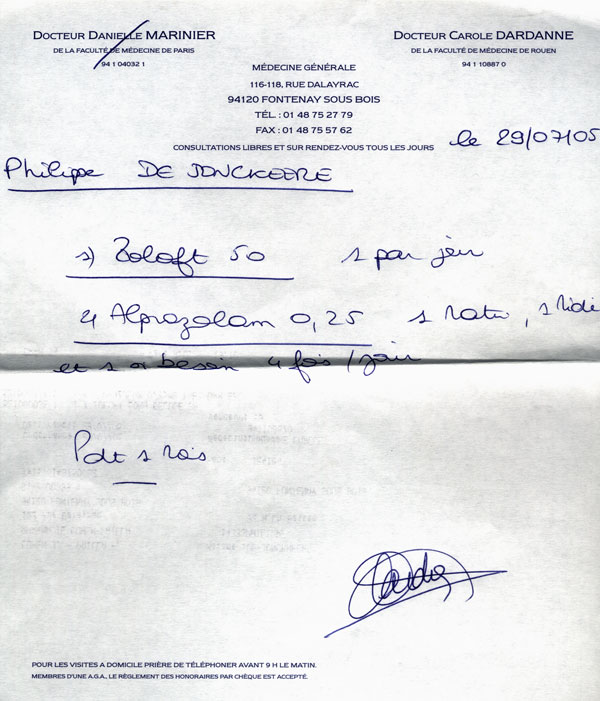 DOCTEUR DANIELLE MARINIER
DE LA FACULTÉ DE MÉDECINE DE PARIS
94 1 04032 1
DOCTEUR CAROLE DARDANNE
DE LA FACULTÉ DE MÉDECINE DE ROUEN
94 1 10887 0
MÉDECINE GÉNÉRALE
116-118, RUE DALAYRAC
94120 FONTENAY SOUS BOIS
TÉL. : 01 48 75 27 79
FAX : 01 48 75 57 62
CONSULTATIONS LIBRES ET SUR RENDEZ-VOUS TOUS LES JOURS
le 29/07/05
Philippe DE JONCKEERE
1) Zoloft 50 1 par jour
2) Alprazolam 0,25 1 matin, 1 midi
et 1 si besoin 4 fois / jour
Pdt 1 mois
POUR LES VISITES A DOMICILE PRIÈRE DE TÉLÉPHONER AVANT 9 H LE MATIN.
MEMBRES D'UNE A.G.A., LE RÈGLEMENT DES HONORAIRES PAR CHÈQUE EST ACCEPTÉ.